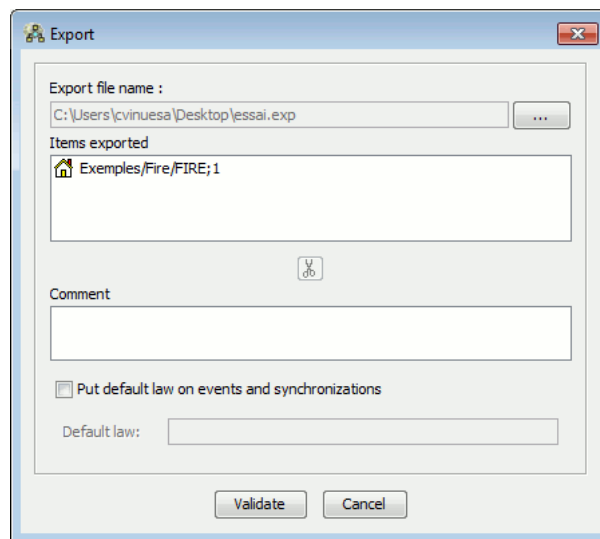 Export
Export file name :
C:\Users\cvinuesa\Desktop\essai.exp
...
Items exported
Exemples/Fire/FIRE;1
Comment
Put default law on events and synchronizations
Default law:
Validate Cancel